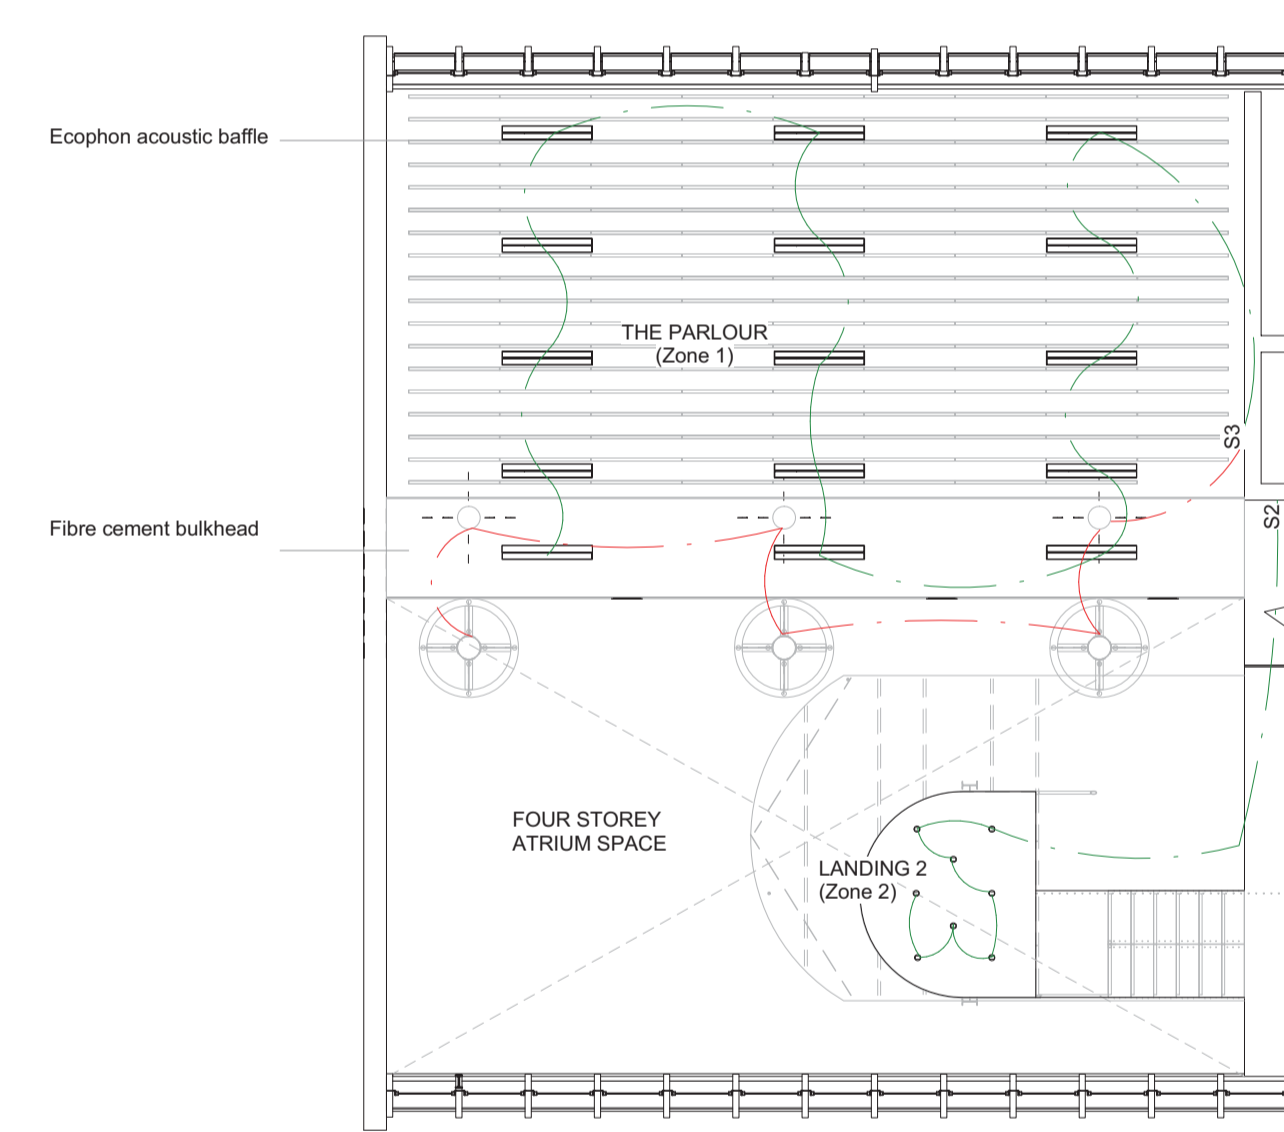 Ecophon acoustic baffle
THE PARLOUR
(Zone 1)
S3
Fibre cement bulkhead
S2
FOUR STOREY
ATRIUM SPACE
LANDING 2
(Zone 2)